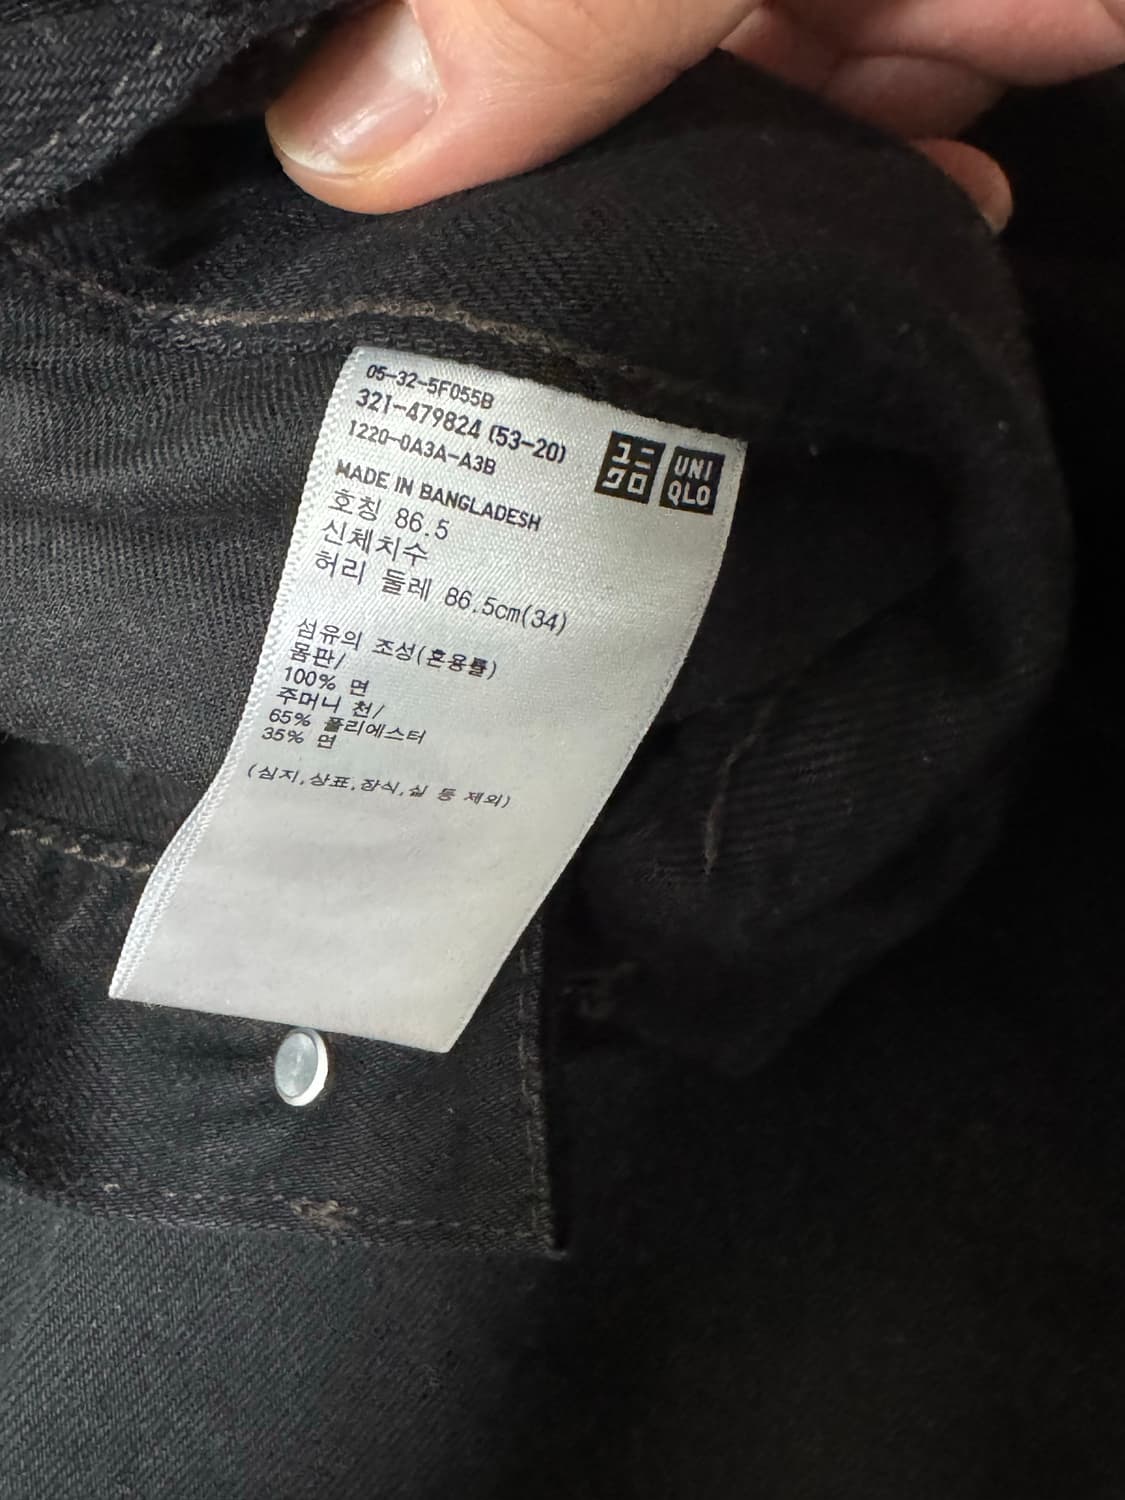 05-32-5F055B
321-479824 (53-20)
1220-0A3A-A3B
MADE IN BANGLADESH
ユニ
クロ
UNI
QLO
호칭 86.5
신체치수
허리 둘레 86.5cm(34)
섬유의 조성(혼용률)
몸판/
100% 면
주머니 천/
65% 폴리에스터
35% 면
(심지,상표,장식,실 등 제외)